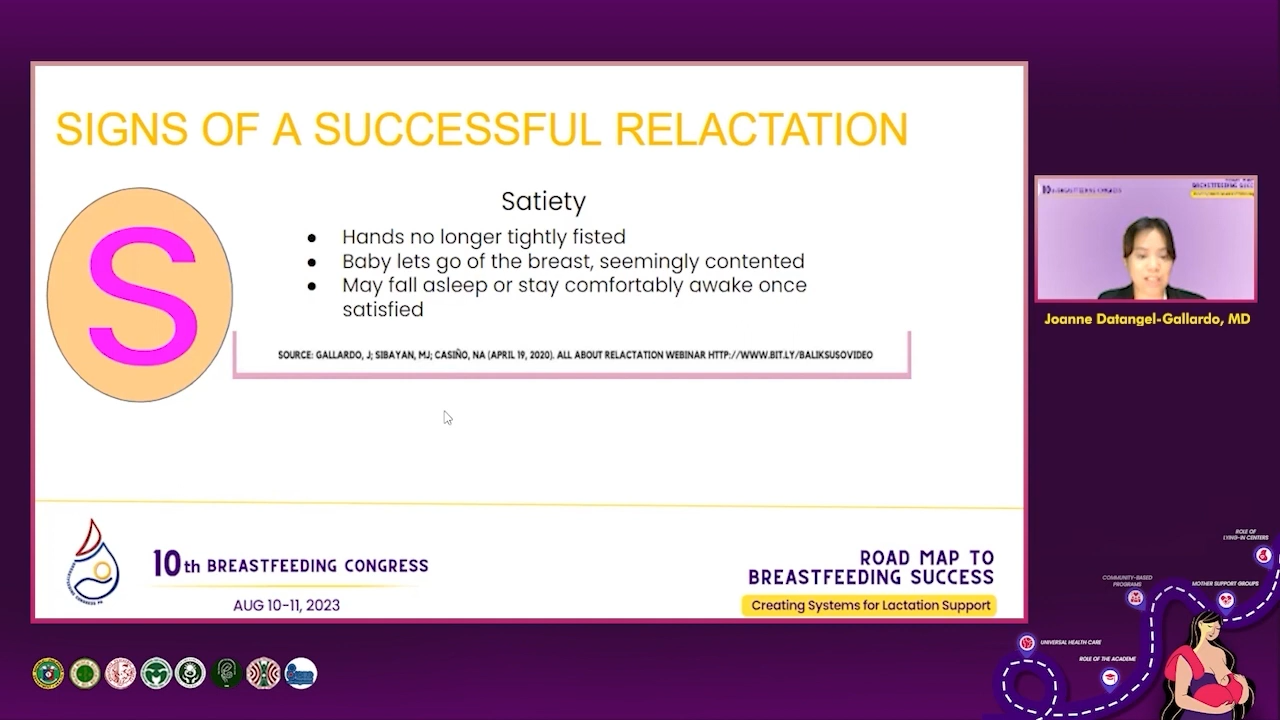 SIGNS OF A SUCCESSFUL RELACTATION
S
Satiety
● Hands no longer tightly fisted
● Baby lets go of the breast, seemingly contented
● May fall asleep or stay comfortably awake once
satisfied
SOURCE: GALLARDO, J; SIBAYAN, MJ; CASIÑO, NA (APRIL 19, 2020). ALL ABOUT RELACTATION WEBINAR HTTP://WWW.BIT.LY/BALIKSUSOVIDEO
10th BREASTFEEDING CONGRESS
AUG 10-11, 2023
ROAD MAP TO
BREASTFEEDING SUCCESS
Creating Systems for Lactation Support
Joanne Datangel-Gallardo, MD
ROLE OF
LYING-IN CENTERS
COMMUNITY-BASED
PROGRAMS
MOTHER SUPPORT GROUPS
UNIVERSAL HEALTH CARE
ROLE OF THE ACADEME